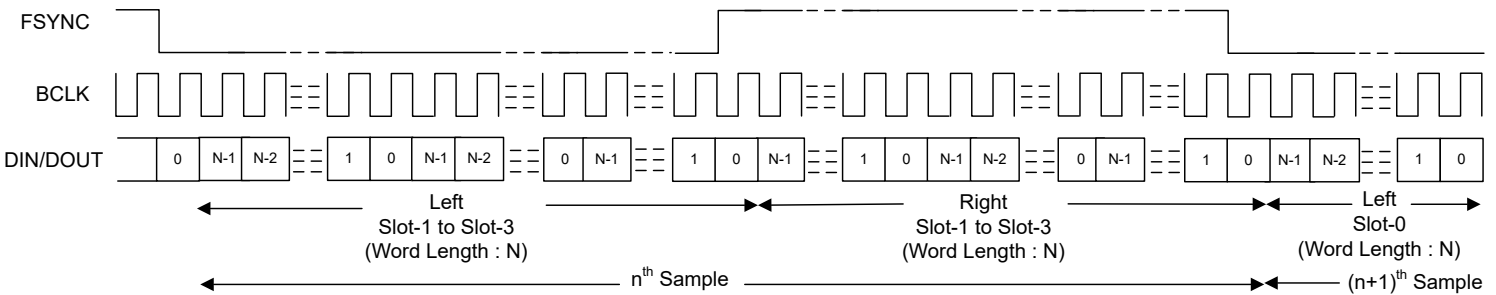 FSYNC
BCLK
DIN/DOUT
0 N-1 N-2 1 0 N-1 N-2 0 N-1 1 0 N-1 1 0 N-1 N-2 0 N-1 1 0 N-1 N-2 1 0
Left
Slot-1 to Slot-3
(Word Length : N)
Right
Slot-1 to Slot-3
(Word Length : N)
Left
Slot-0
(Word Length : N)
nth Sample
(n+1)th Sample